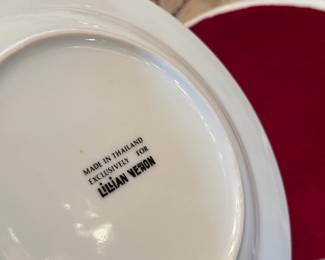 MADE IN THAILAND
EXCLUSIVELY FOR
LILLIAN VERNON